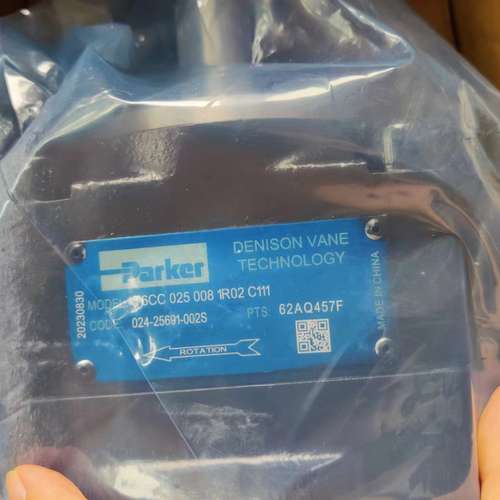 Parker
DENISON VANE
TECHNOLOGY
MADE IN CHINA
20230830
MODEL T6CC 025 008 1R02 C111
CODE 024-25691-002S PTS. 62AQ457F
ROTATION